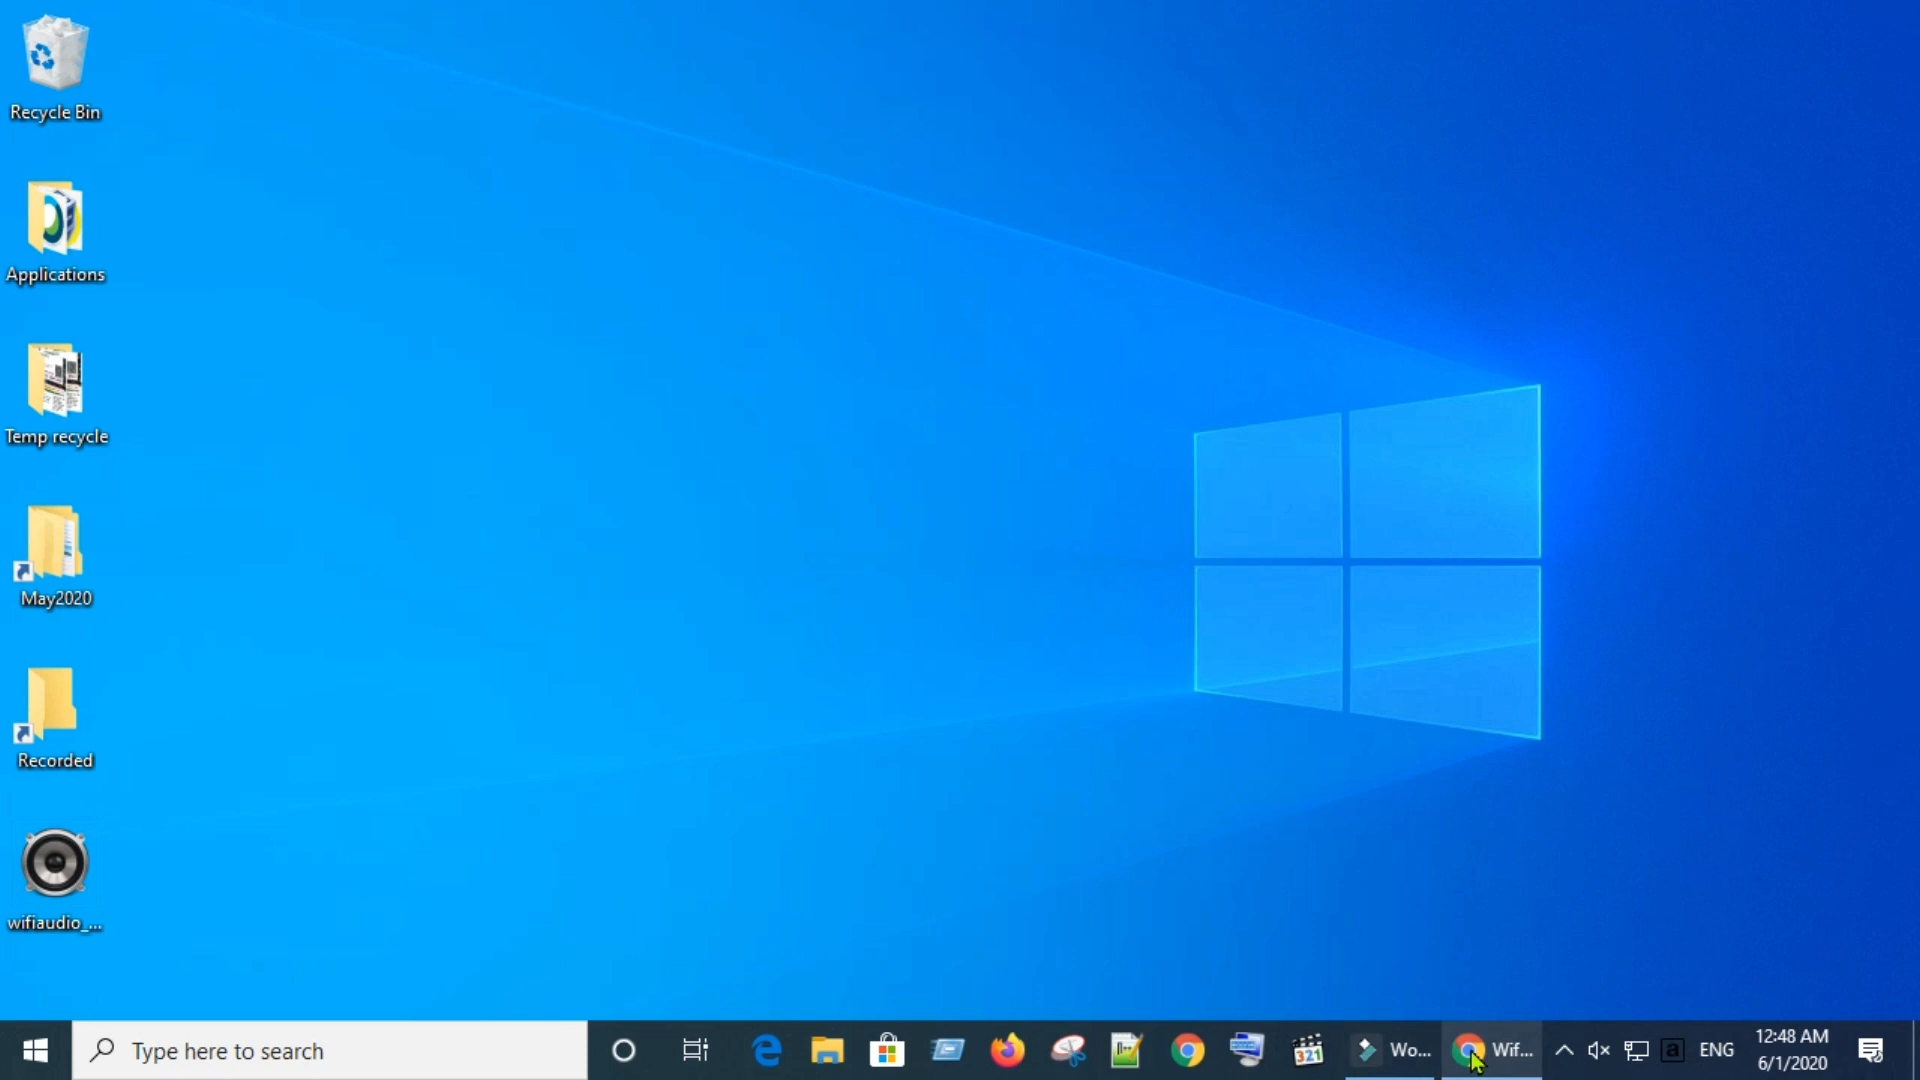 Recycle Bin
Applications
Temp recycle
May2020
Recorded
wifiaudio_...
Type here to search
321
Wo...
Wif...
a
ENG
12:48 AM
6/1/2020